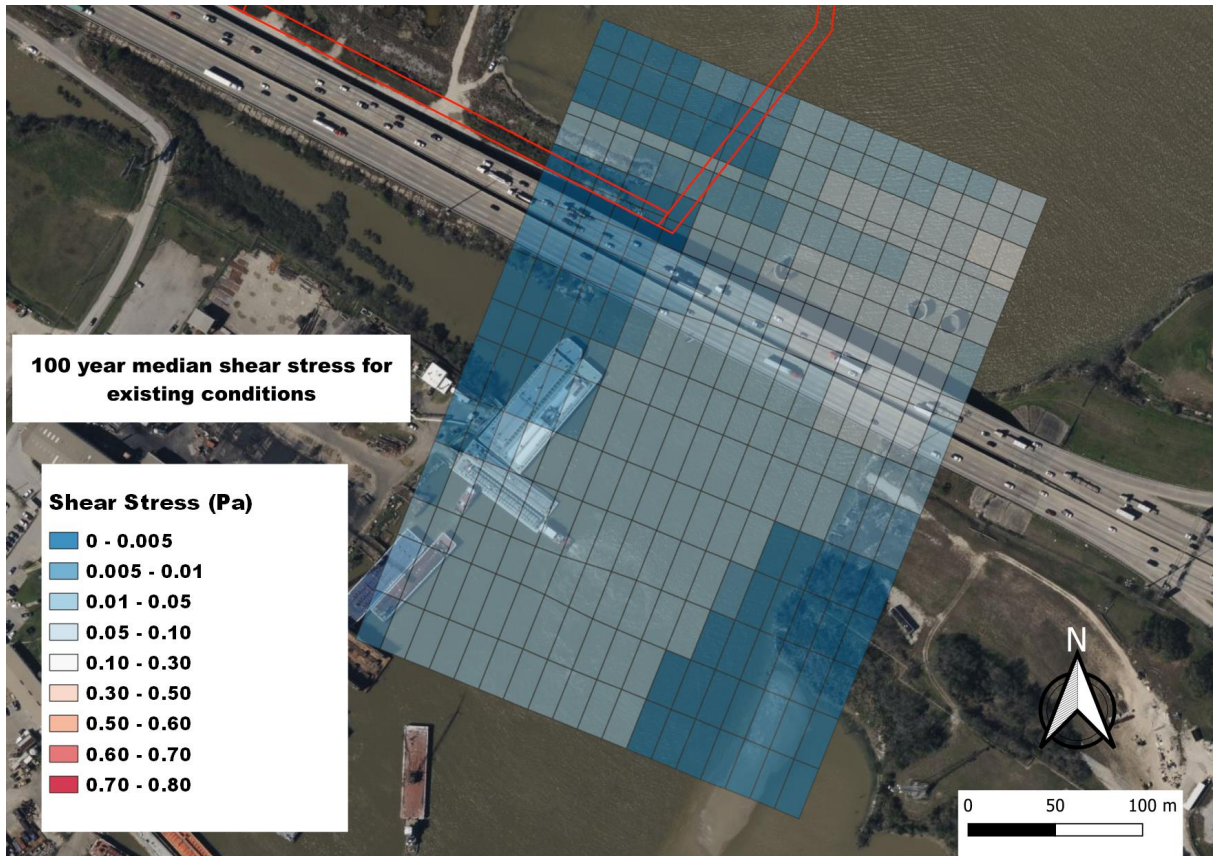 100 year median shear stress for
existing conditions
Shear Stress (Pa)
0 - 0.005
0.005 - 0.01
0.01 - 0.05
0.05 - 0.10
0.10 - 0.30
0.30 - 0.50
0.50 - 0.60
0.60 - 0.70
0.70 - 0.80
N
0 50 100 m